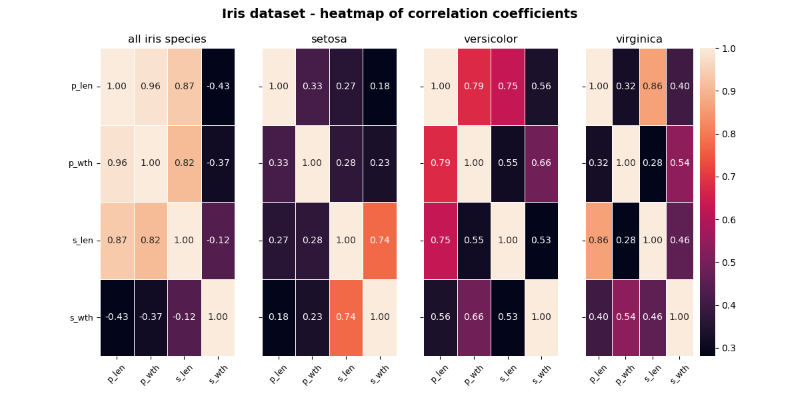 Iris dataset - heatmap of correlation coefficients
all iris species setosa versicolor virginica
p_len 1.00 0.96 0.87 -0.43 1.00 0.33 0.27 0.18 1.00 0.79 0.75 0.56 1.00 0.32 0.86 0.40 1.0
0.9
p_wth 0.96 1.00 0.82 -0.37 0.33 1.00 0.28 0.23 0.79 1.00 0.55 0.66 0.32 1.00 0.28 0.54 0.8
0.7
0.6
s_len 0.87 0.82 1.00 -0.12 0.27 0.28 1.00 0.74 0.75 0.55 1.00 0.53 0.86 0.28 1.00 0.46 0.5
0.4
s_wth -0.43 -0.37 -0.12 1.00 0.18 0.23 0.74 1.00 0.56 0.66 0.53 1.00 0.40 0.54 0.46 1.00
0.3
p_len p_wth s_len s_wth p_len p_wth s_len s_wth p_len p_wth s_len s_wth p_len p_wth s_len s_wth